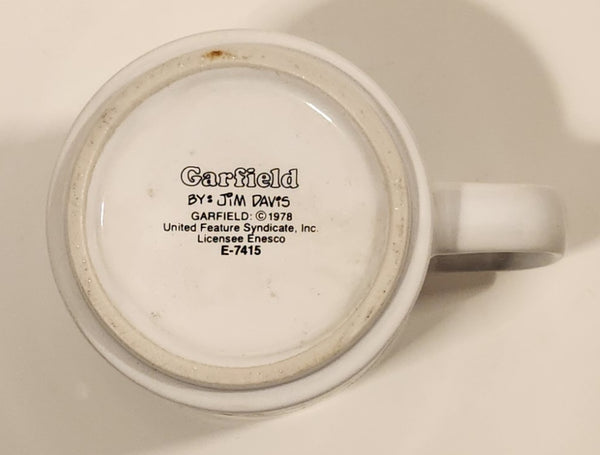 Garfield
BY: JIM DAVIS
GARFIELD: ©1978
United Feature Syndicate, Inc.
Licensee Enesco
E-7415